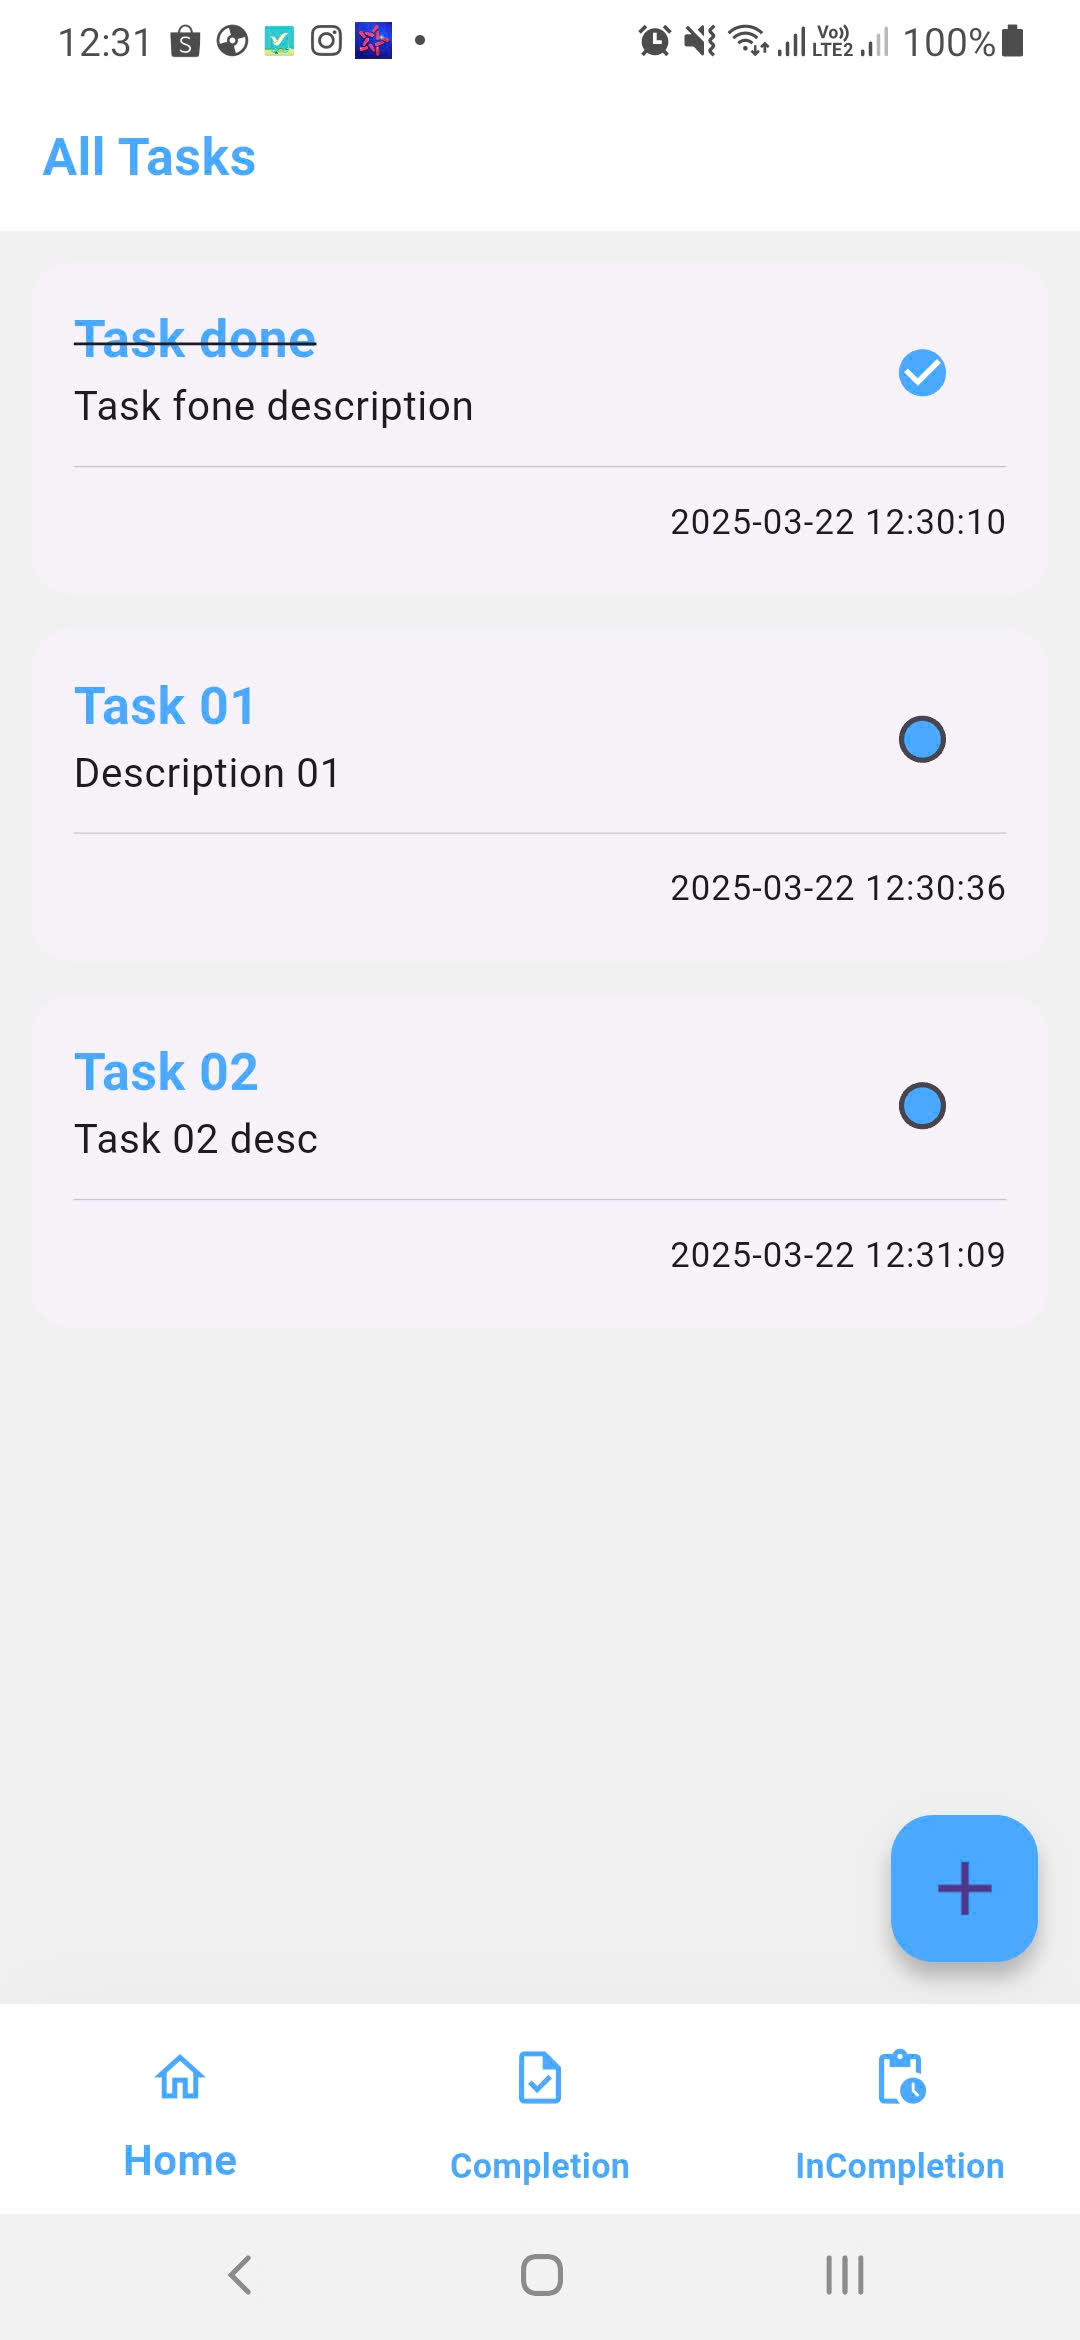 12:31 Vo)) LTE2 100%
All Tasks
Task done
Task fone description
2025-03-22 12:30:10
Task 01
Description 01
2025-03-22 12:30:36
Task 02
Task 02 desc
2025-03-22 12:31:09
Home Completion InCompletion